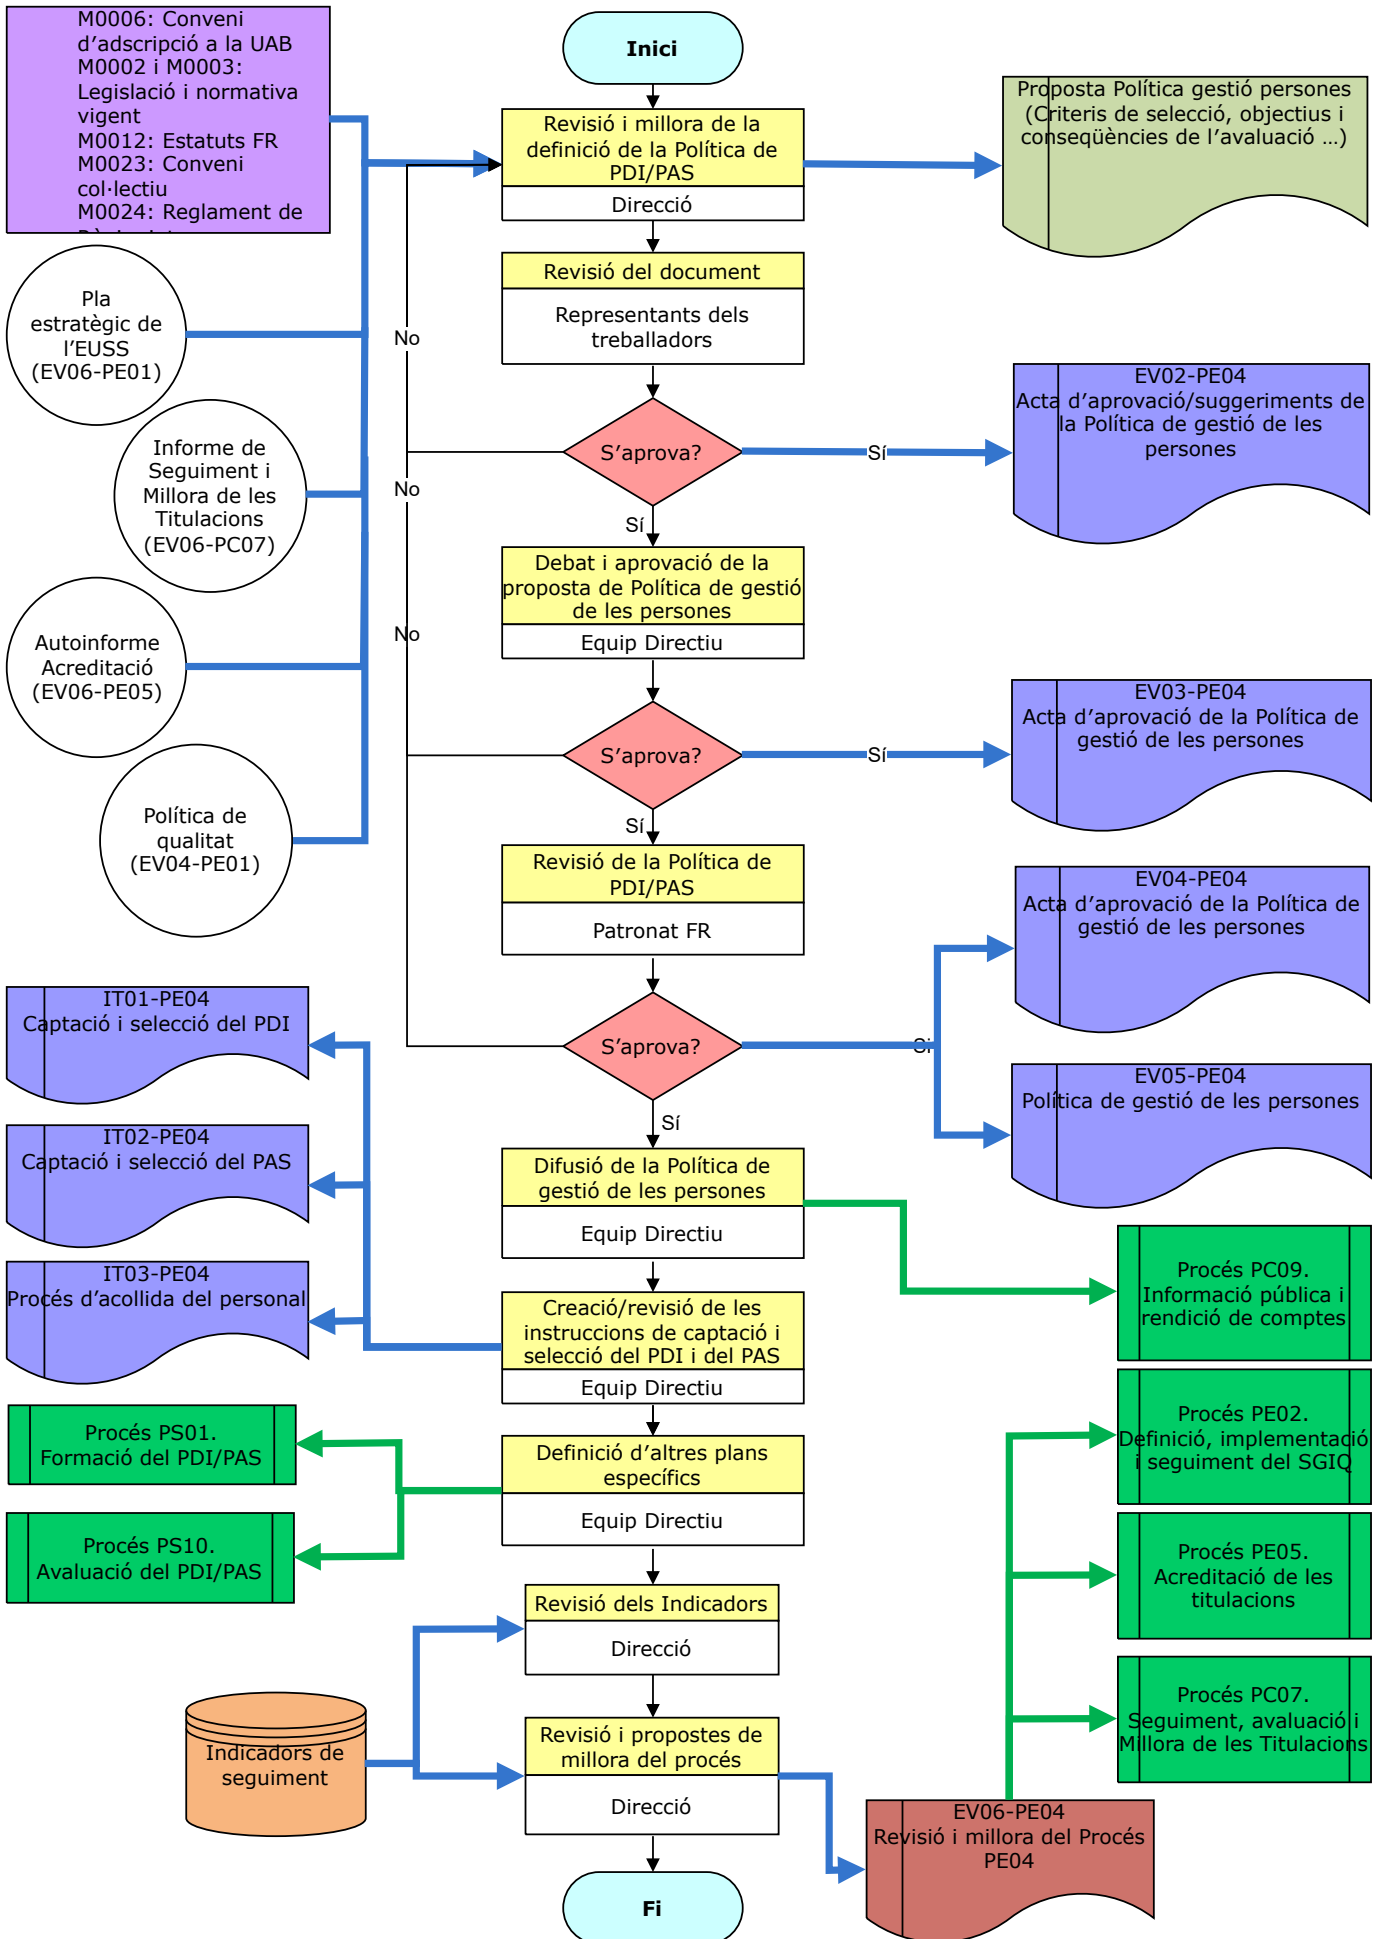 M0006: Conveni
d’adscripció a la UAB
M0002 i M0003:
Legislació i normativa
vigent
M0012: Estatuts FR
M0023: Conveni
col·lectiu
M0024: Reglament de
Inici
Revisió i millora de la
definició de la Política de
PDI/PAS
Direcció
Proposta Política gestió persones
(Criteris de selecció, objectius i
conseqüències de l’avaluació …)
Revisió del document
Representants dels
treballadors
Pla
estratègic de
l’EUSS
(EV06-PE01)
No
S’aprova?
Sí
EV02-PE04
Acta d’aprovació/suggeriments de
la Política de gestió de les
persones
Informe de
Seguiment i
Millora de les
Titulacions
(EV06-PC07)
No
Sí
Debat i aprovació de la
proposta de Política de gestió
de les persones
Equip Directiu
No
Autoinforme
Acreditació
(EV06-PE05)
S’aprova?
Sí
EV03-PE04
Acta d’aprovació de la Política de
gestió de les persones
Sí
Política de
qualitat
(EV04-PE01)
Revisió de la Política de
PDI/PAS
Patronat FR
EV04-PE04
Acta d’aprovació de la Política de
gestió de les persones
S’aprova?
Si
EV05-PE04
Política de gestió de les persones
Sí
IT01-PE04
Captació i selecció del PDI
IT02-PE04
Captació i selecció del PAS
IT03-PE04
Procés d’acollida del personal
Difusió de la Política de
gestió de les persones
Equip Directiu
Procés PC09.
Informació pública i
rendició de comptes
Creació/revisió de les
instruccions de captació i
selecció del PDI i del PAS
Equip Directiu
Procés PS01.
Formació del PDI/PAS
Procés PS10.
Avaluació del PDI/PAS
Definició d’altres plans
específics
Equip Directiu
Procés PE02.
Definició, implementació
i seguiment del SGIQ
Procés PE05.
Acreditació de les
titulacions
Procés PC07.
Seguiment, avaluació i
Millora de les Titulacions
Revisió dels Indicadors
Direcció
Indicadors de
seguiment
Revisió i propostes de
millora del procés
Direcció
EV06-PE04
Revisió i millora del Procés
PE04
Fi